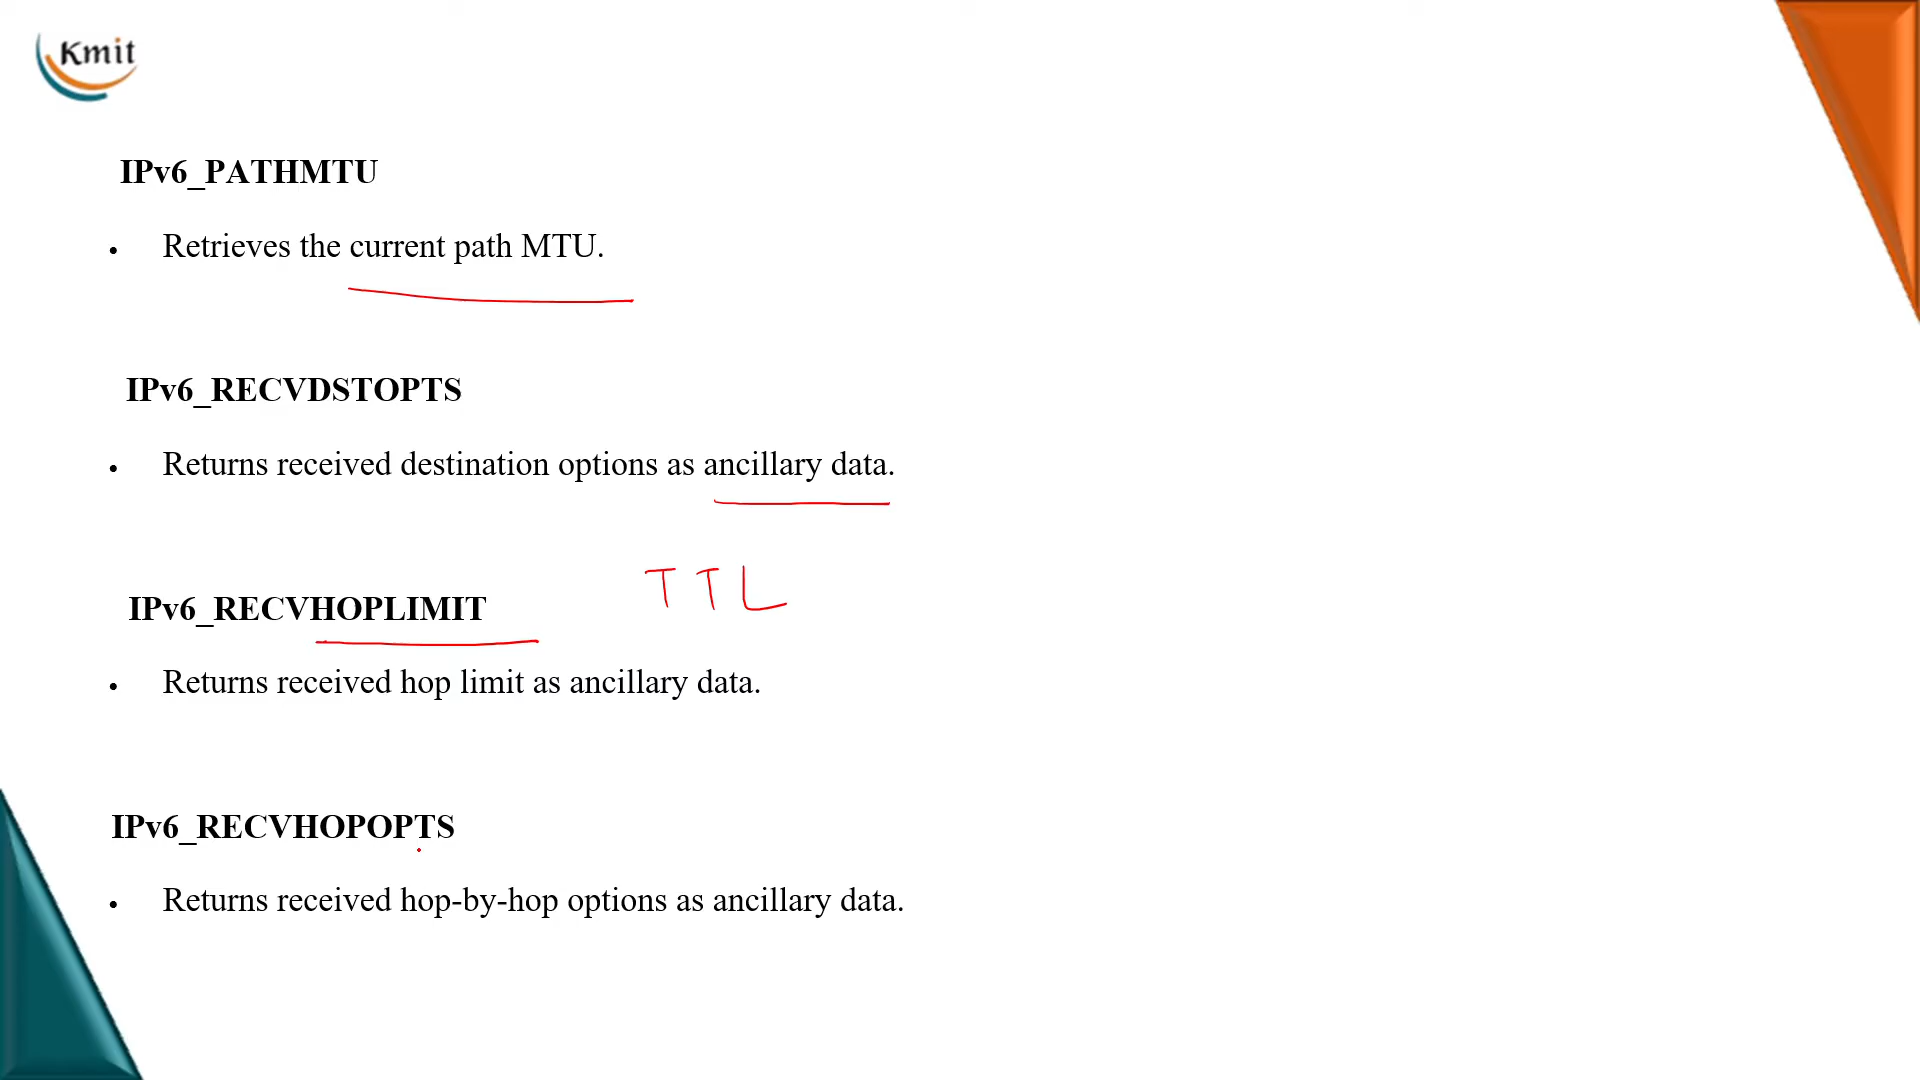 Kmit
IPv6_PATHMTU
• Retrieves the current path MTU.
IPv6_RECVDSTOPTS
• Returns received destination options as ancillary data.
TTL
IPv6_RECVHOPLIMIT
• Returns received hop limit as ancillary data.
IPv6_RECVHOPOPTS
• Returns received hop-by-hop options as ancillary data.